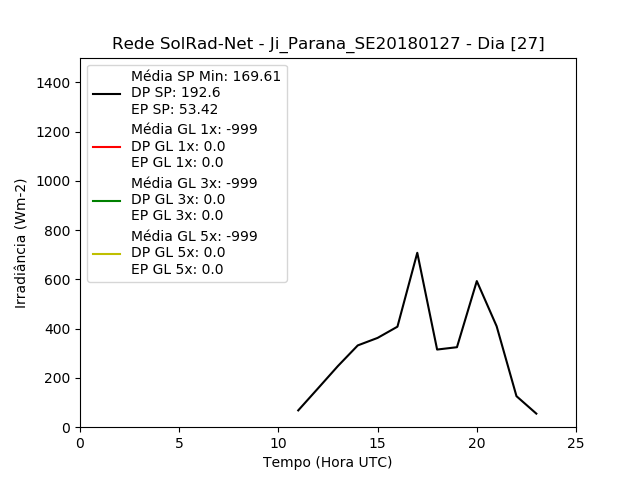 Rede SolRad-Net - Ji_Parana_SE20180127 - Dia [27]
Média SP Min: 169.61
DP SP: 192.6
EP SP: 53.42
Média GL 1x: -999
DP GL 1x: 0.0
EP GL 1x: 0.0
Média GL 3x: -999
DP GL 3x: 0.0
EP GL 3x: 0.0
Média GL 5x: -999
DP GL 5x: 0.0
EP GL 5x: 0.0
1400
1200
1000
800
600
400
200
0
Irradiância (Wm-2)
0 5 10 15 20 25
Tempo (Hora UTC)